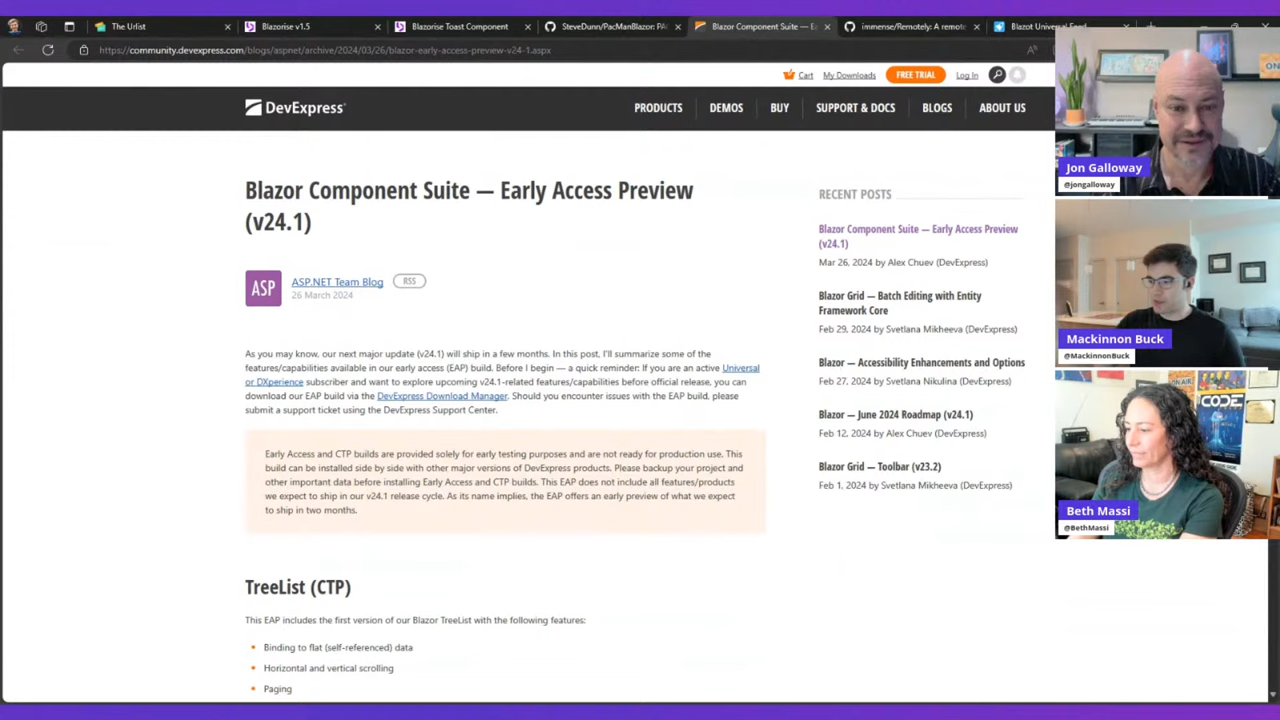 The Urlist
Blazorise v1.5
Blazorise Toast Component
SteveDunn/PacManBlazor: PA
Blazor Component Suite — E
immense/Remotely: A remote
Blazor Universal Feed
https://community.devexpress.com/blogs/aspnet/archive/2024/03/26/blazor-early-access-preview-v24-1.aspx
Cart
My Downloads
FREE TRIAL
Log In
DevExpress
PRODUCTS
DEMOS
BUY
SUPPORT & DOCS
BLOGS
ABOUT US
Blazor Component Suite — Early Access Preview
(v24.1)
ASP
ASP.NET Team Blog
RSS
26 March 2024
As you may know, our next major update (v24.1) will ship in a few months. In this post, I'll summarize some of the
features/capabilities available in our early access (EAP) build. Before I begin — a quick reminder: If you are an active Universal
or DXperience subscriber and want to explore upcoming v24.1-related features/capabilities before official release, you can
download our EAP build via the DevExpress Download Manager. Should you encounter issues with the EAP build, please
submit a support ticket using the DevExpress Support Center.
Early Access and CTP builds are provided solely for early testing purposes and are not ready for production use. This
build can be installed side by side with other major versions of DevExpress products. Please backup your project and
other important data before installing Early Access and CTP builds. This EAP does not include all features/products
we expect to ship in our v24.1 release cycle. As its name implies, the EAP offers an early preview of what we expect
to ship in two months.
TreeList (CTP)
This EAP includes the first version of our Blazor TreeList with the following features:
Binding to flat (self-referenced) data
Horizontal and vertical scrolling
Paging
RECENT POSTS
Blazor Component Suite — Early Access Preview
(v24.1)
Mar 26, 2024 by Alex Chuev (DevExpress)
Blazor Grid — Batch Editing with Entity
Framework Core
Feb 29, 2024 by Svetlana Mikheeva (DevExpress)
Blazor — Accessibility Enhancements and Options
Feb 27, 2024 by Svetlana Nikulina (DevExpress)
Blazor — June 2024 Roadmap (v24.1)
Feb 12, 2024 by Alex Chuev (DevExpress)
Blazor Grid — Toolbar (v23.2)
Feb 1, 2024 by Svetlana Mikheeva (DevExpress)
Jon Galloway
@jongalloway
Mackinnon Buck
@MackinnonBuck
ON AIR
CODE
Beth Massi
@BethMassi